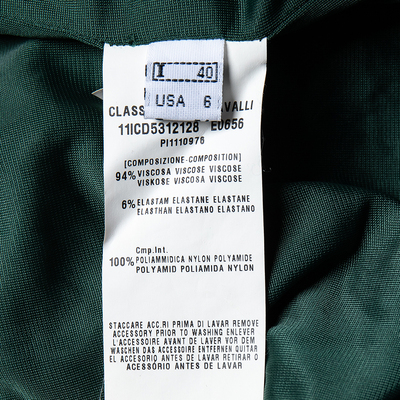 I 40
USA 6
CLASS VALLI
11ICD5312128 E0656
PI1110976
[COMPOSIZIONE-COMPOSITION]
94% VISCOSA VISCOSE VISCOSE
VISKOSE VISCOSA VISCOSE
6% ELASTAM ELASTANE ELASTANE
ELASTHAN ELASTANO ELASTANO
Cmp.Int.
100% POLIAMMIDICA NYLON POLYAMIDE
POLYAMID POLIAMIDA NYLON
STACCARE ACC.RI PRIMA DI LAVAR REMOVE
ACCESSORY PRIOR TO WASHING ENLEVER
L'ACCESSOIRE AVANT DE LAVER VOR DEM
WASCHEN DAS ACCESSOIRE ENTFERNEN QUITAR
EL ACCESORIO ANTES DE LAVAR RETIRAR O
ACESSÓRIO ANTES DE LAVAR